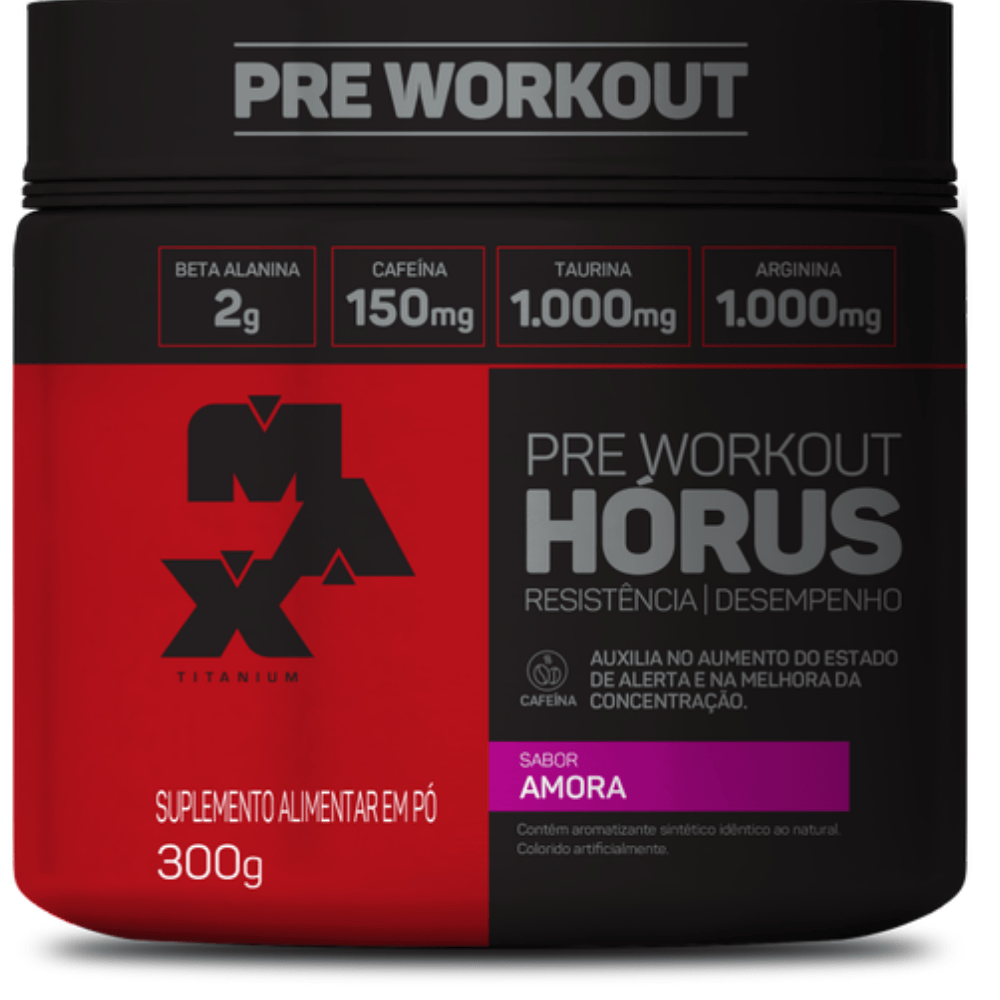 PRE WORKOUT
BETA ALANINA
2g
CAFEÍNA
150mg
TAURINA
1.000mg
ARGININA
1.000mg
MAX
TITANIUM
PRE WORKOUT
HÓRUS
RESISTÊNCIA | DESEMPENHO
CAFEÍNA
AUXILIA NO AUMENTO DO ESTADO
DE ALERTA E NA MELHORA DA
CONCENTRAÇÃO.
SABOR
AMORA
Contém aromatizante sintético idêntico ao natural.
Colorido artificialmente.
SUPLEMENTO ALIMENTAR EM PÓ
300g